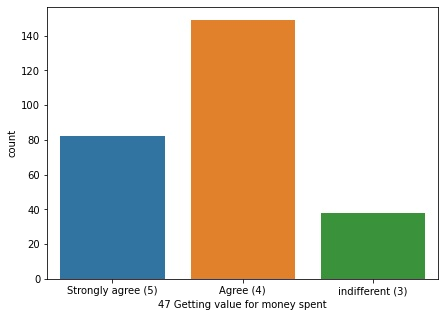 140
120
100
80
60
40
20
0
count
Strongly agree (5) Agree (4) indifferent (3)
47 Getting value for money spent